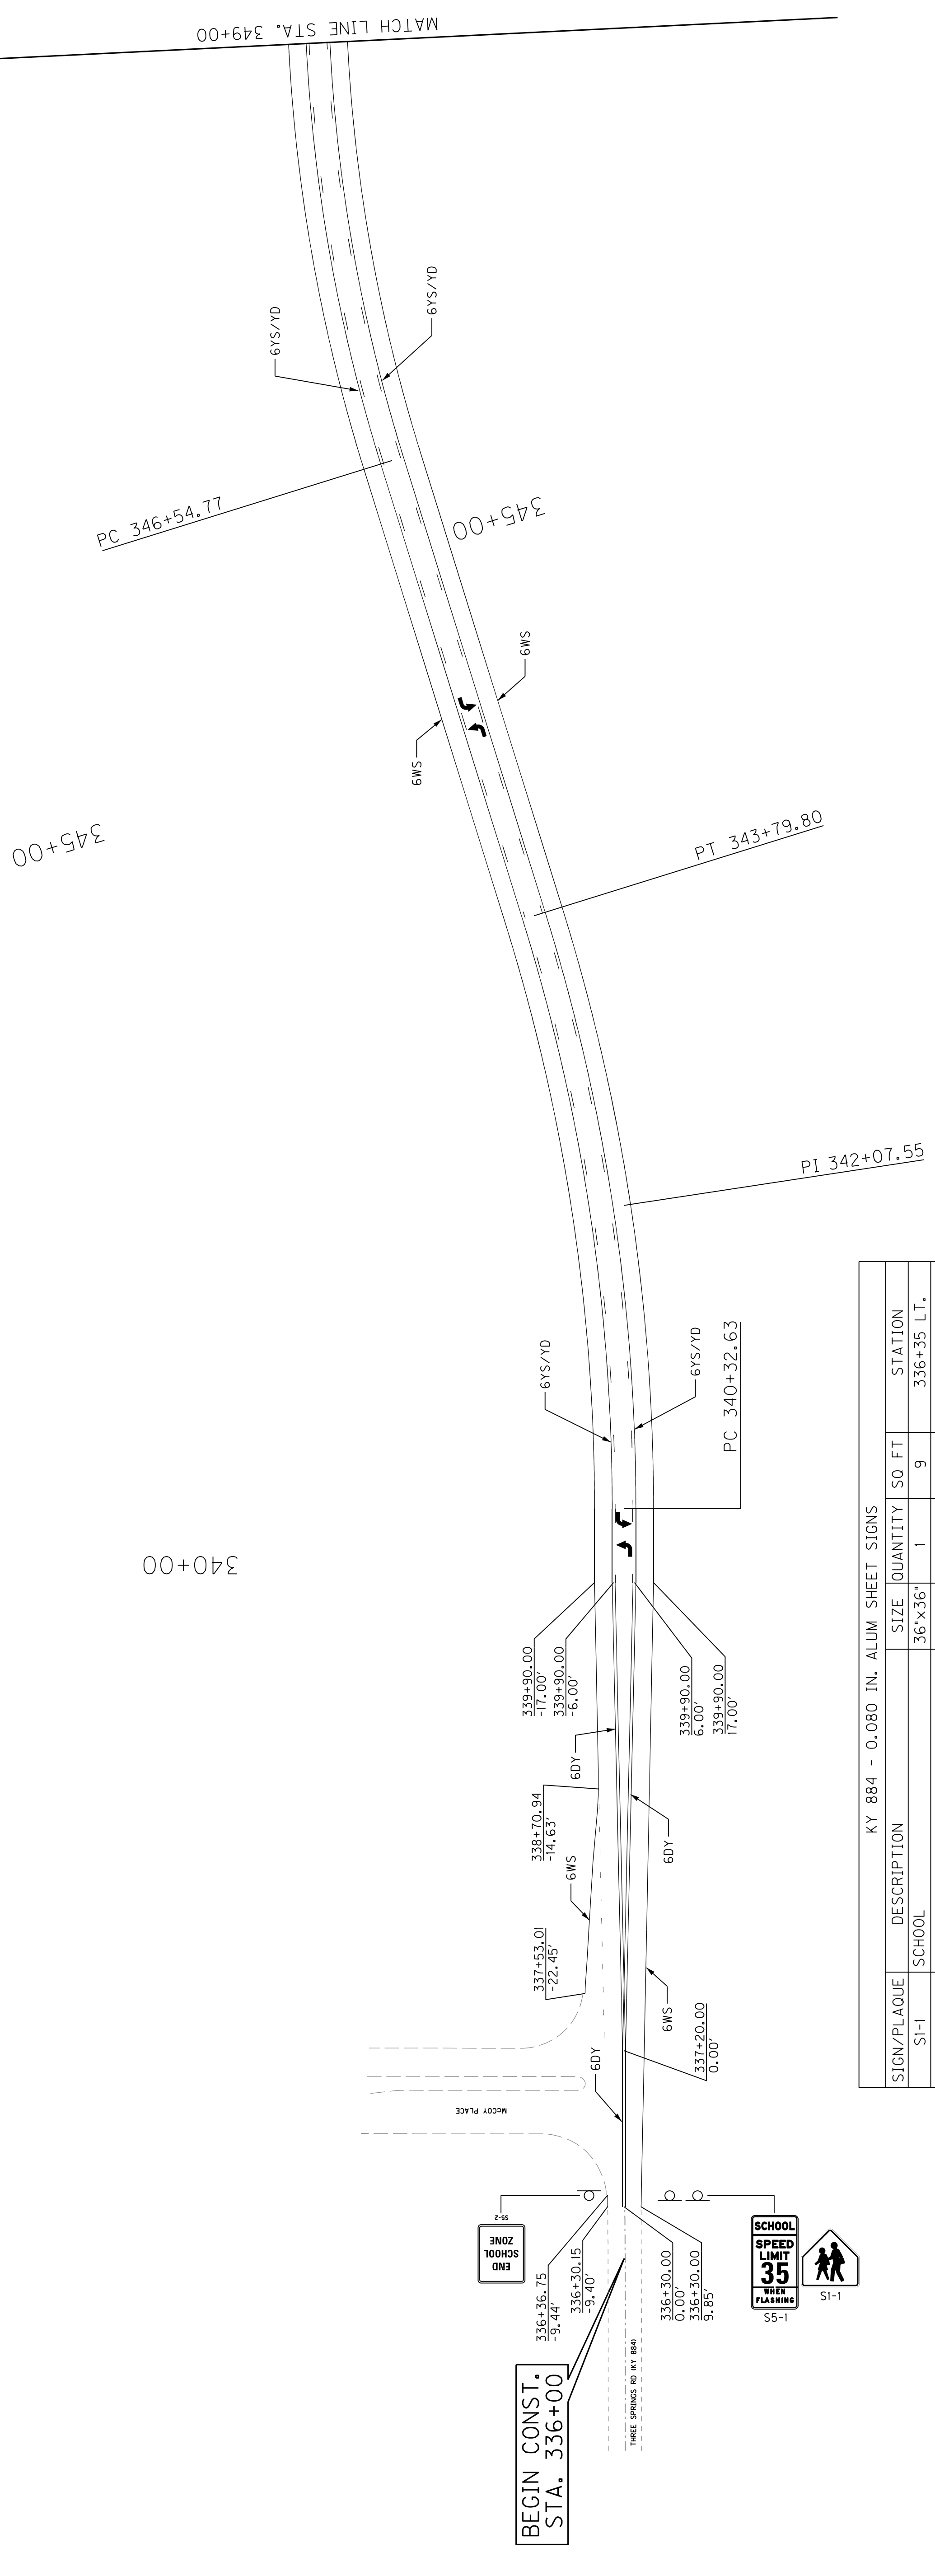 MATCH LINE STA. 349+00
6YS/YD
6YS/YD
PC 346+54.77
345+00
6WS
6WS
345+00
PT 343+79.80
PI 342+07.55
6YS/YD
6YS/YD
PC 340+32.63
340+00
339+90.00
-17.00'
339+90.00
-6.00'
339+90.00
6.00'
339+90.00
17.00'
6DY
338+70.94
-14.63'
6DY
6WS
337+53.01
-22.45'
6WS
337+20.00
0.00'
6DY
McCOY PLACE
S5-2
END
SCHOOL
ZONE
336+36.75
-9.44'
336+30.15
-9.40'
336+30.00
0.00'
336+30.00
9.85'
SCHOOL
SPEED
LIMIT
35
WHEN
FLASHING
S5-1
S1-1
BEGIN CONST.
STA. 336+00
THREE SPRINGS RD (KY 884)
KY 884 - 0.080 IN. ALUM SHEET SIGNS
SIGN/PLAQUE DESCRIPTION SIZE QUANTITY SQ FT STATION
S1-1 SCHOOL 36"x36" 1 9 336+35 LT.